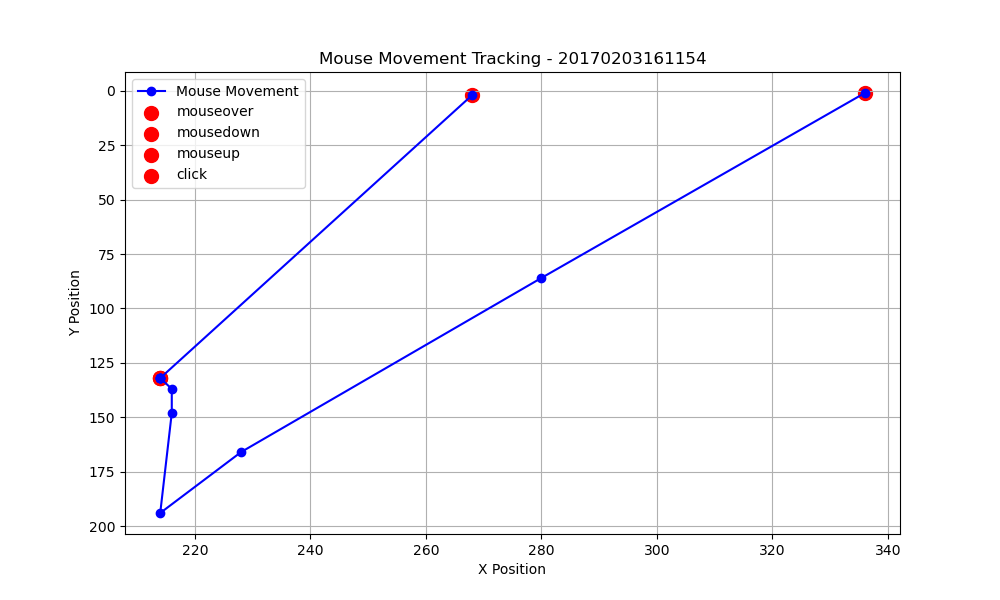 Mouse Movement Tracking - 20170203161154
Mouse Movement
mouseover
mousedown
mouseup
click
Y Position
0
25
50
75
100
125
150
175
200
220 240 260 280 300 320 340
X Position